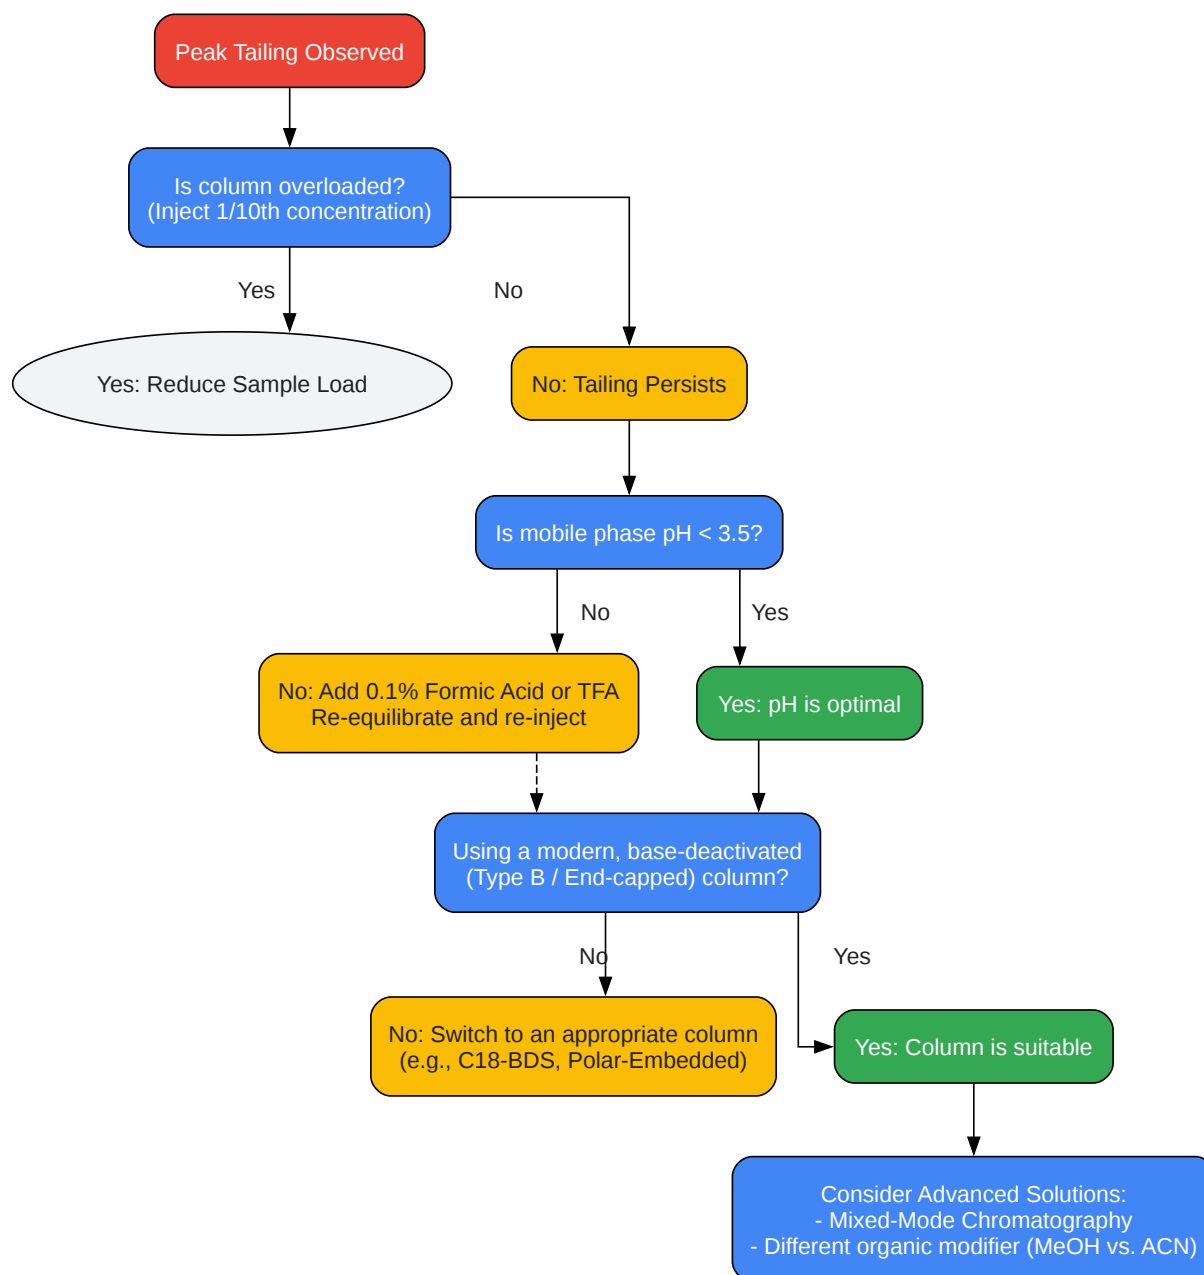 Peak Tailing Observed
Is column overloaded?
(Inject 1/10th concentration)
Yes
No
Yes: Reduce Sample Load
No: Tailing Persists
Is mobile phase pH < 3.5?
No
Yes
No: Add 0.1% Formic Acid or TFA
Re-equilibrate and re-inject
Yes: pH is optimal
Using a modern, base-deactivated
(Type B / End-capped) column?
No
Yes
No: Switch to an appropriate column
(e.g., C18-BDS, Polar-Embedded)
Yes: Column is suitable
Consider Advanced Solutions:
- Mixed-Mode Chromatography
- Different organic modifier (MeOH vs. ACN)